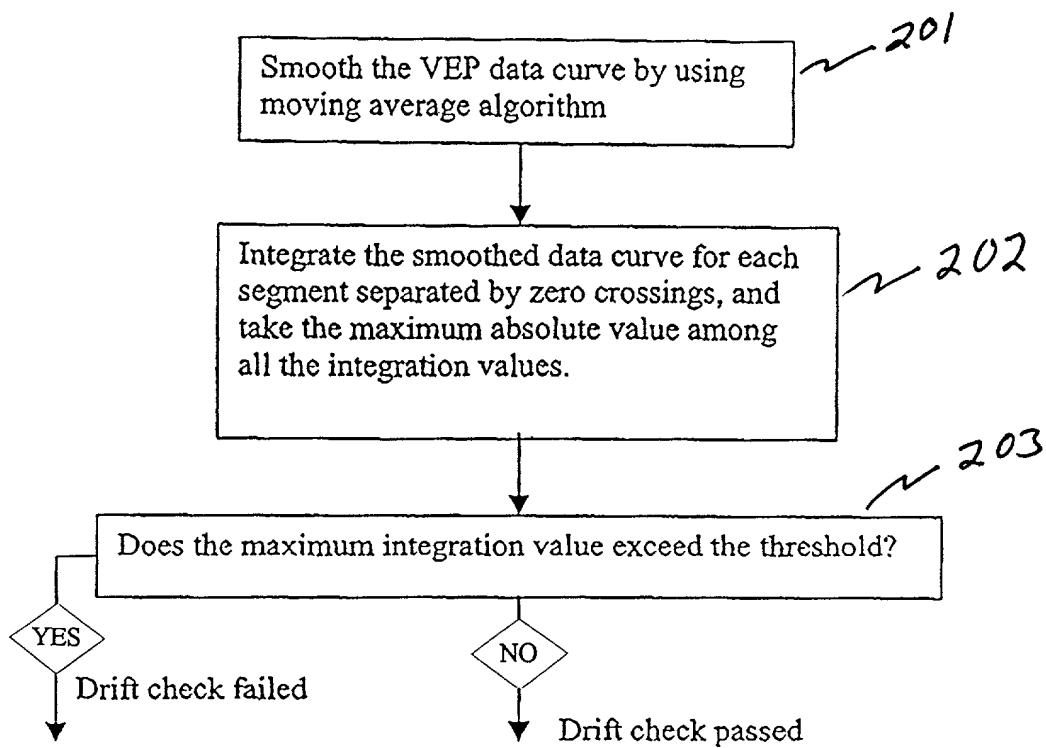 201
Smooth the VEP data curve by using
moving average algorithm
202
Integrate the smoothed data curve for each
segment separated by zero crossings, and
take the maximum absolute value among
all the integration values.
203
Does the maximum integration value exceed the threshold?
YES
NO
Drift check failed
Drift check passed